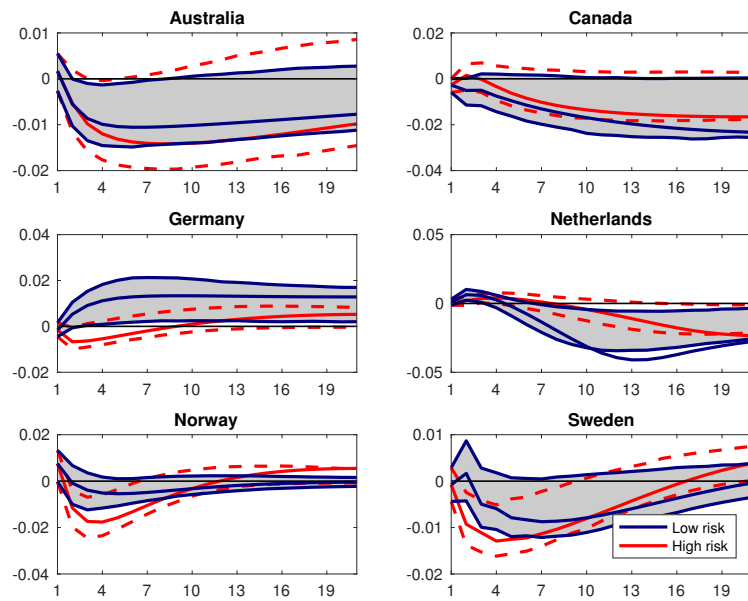 Australia
0.01
0
-0.01
-0.02
1 4 7 10 13 16 19
Canada
0.02
0
-0.02
-0.04
1 4 7 10 13 16 19
Germany
0.04
0.02
0
-0.02
1 4 7 10 13 16 19
Netherlands
0.05
0
-0.05
1 4 7 10 13 16 19
Norway
0.02
0
-0.02
-0.04
1 4 7 10 13 16 19
Sweden
0.01
0
-0.01
-0.02
1 4 7 10 13 16 19
Low risk
High risk